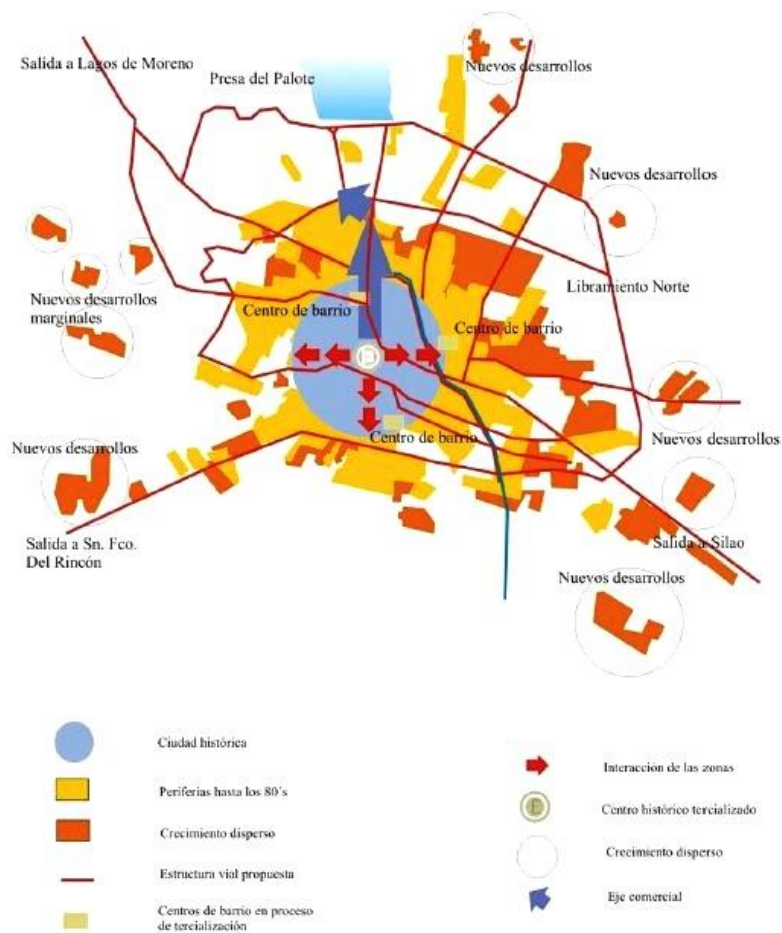 Salida a Lagos de Moreno
Presa del Palote
Nuevos desarrollos
Nuevos desarrollos
Libramiento Norte
Nuevos desarrollos
marginales
Centro de barrio
Centro de barrio
Centro de barrio
Nuevos desarrollos
Nuevos desarrollos
Salida a Sn. Fco.
Del Rincón
Salida a Silao
Nuevos desarrollos
Ciudad histórica
Periferias hasta los 80´s
Crecimiento disperso
Estructura vial propuesta
Centros de barrio en proceso
de tercialización
Interacción de las zonas
Centro histórico tercializado
Crecimiento disperso
Eje comercial